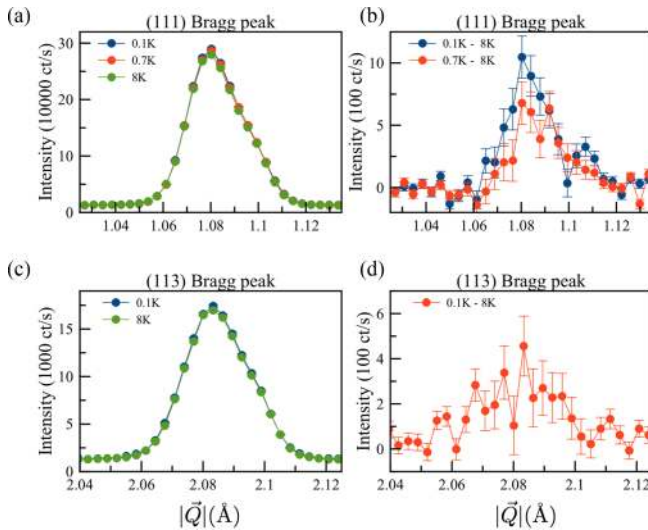 (a)
(111) Bragg peak
0.1K
0.7K
8K
Intensity (10000 ct/s)
30
20
10
0
1.04
1.06
1.08
1.1
1.12
(b)
(111) Bragg peak
0.1K - 8K
0.7K - 8K
Intensity (100 ct/s)
10
5
0
1.04
1.06
1.08
1.1
1.12
(c)
(113) Bragg peak
0.1K
8K
Intensity (1000 ct/s)
15
10
5
0
2.04
2.06
2.08
2.1
2.12
|Q⃗|(Å)
(d)
(113) Bragg peak
0.1K - 8K
Intensity (100 ct/s)
6
4
2
0
2.04
2.06
2.08
2.1
2.12
|Q⃗|(Å)